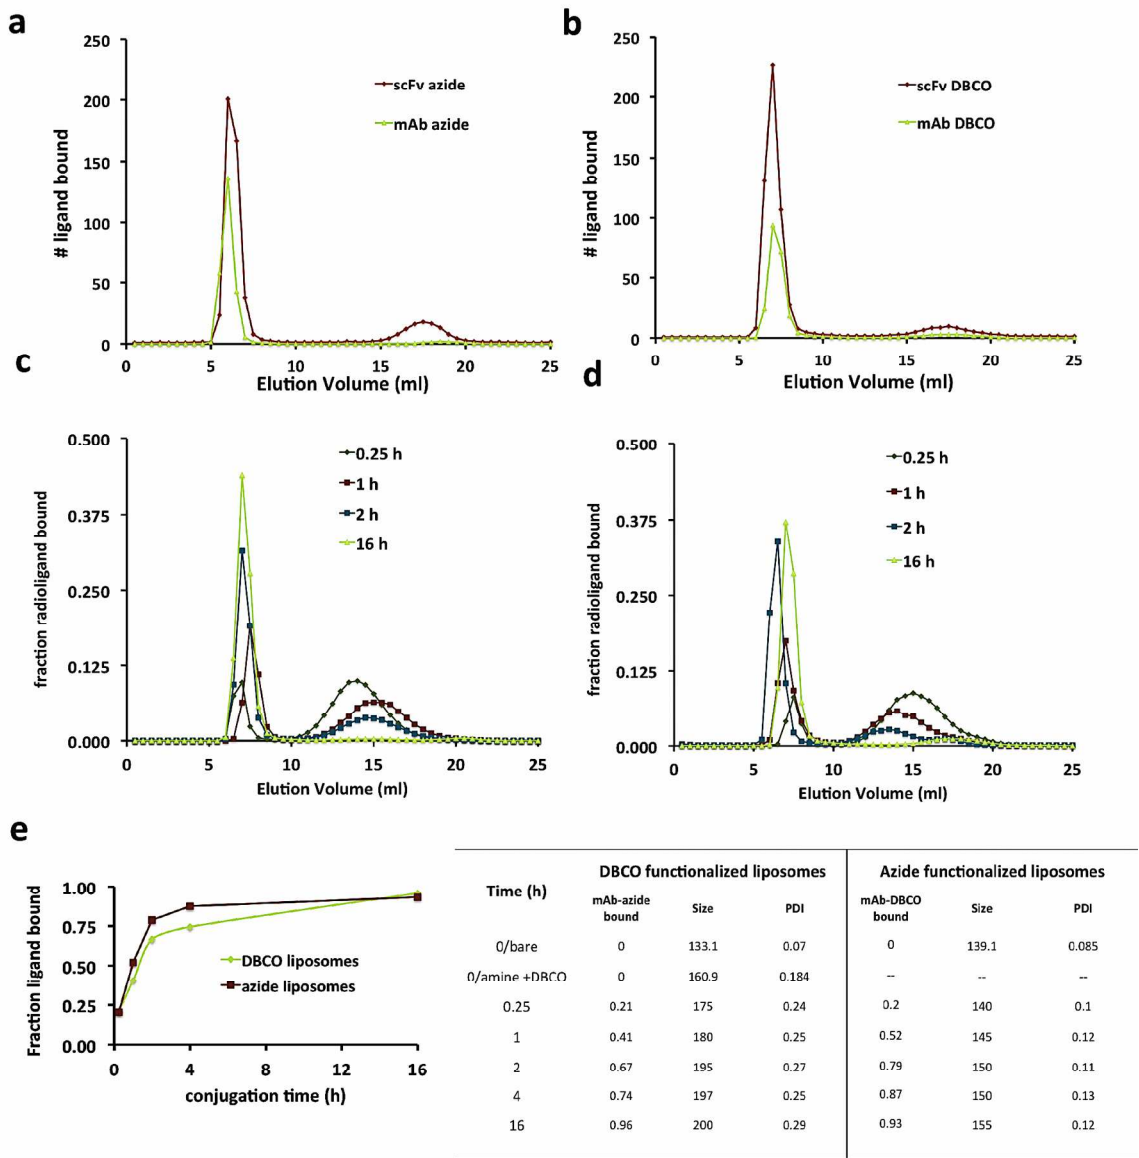 a
250
200
150
100
50
0
# ligand bound
scFv azide
mAb azide
0 5 10 15 20 25
Elution Volume (ml)
b
250
200
150
100
50
0
# ligand bound
scFv DBCO
mAb DBCO
0 5 10 15 20 25
Elution Volume (ml)
c
0.500
0.375
0.250
0.125
0.000
fraction radioligand bound
0.25 h
1 h
2 h
16 h
0 5 10 15 20 25
Elution Volume (ml)
d
0.500
0.375
0.250
0.125
0.000
fraction radioligand bound
0.25 h
1 h
2 h
16 h
0 5 10 15 20 25
Elution Volume (ml)
e
1.00
0.75
0.50
0.25
0.00
Fraction ligand bound
DBCO liposomes
azide liposomes
0 4 8 12 16
conjugation time (h)
DBCO functionalized liposomes Azide functionalized liposomes
Time (h) mAb-azide bound Size PDI mAb-DBCO bound Size PDI
0/bare 0 133.1 0.07 0 139.1 0.085
0/amine +DBCO 0 160.9 0.184 -- -- --
0.25 0.21 175 0.24 0.2 140 0.1
1 0.41 180 0.25 0.52 145 0.12
2 0.67 195 0.27 0.79 150 0.11
4 0.74 197 0.25 0.87 150 0.13
16 0.96 200 0.29 0.93 155 0.12